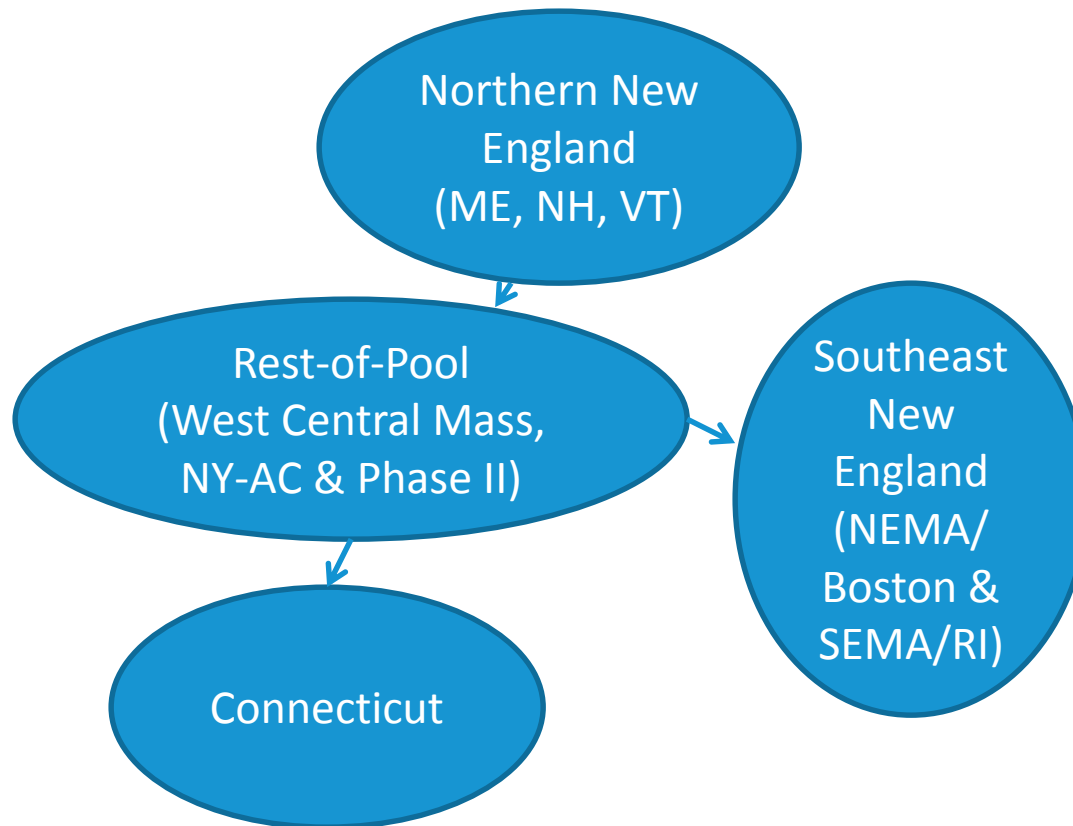 Northern New
England
(ME, NH, VT)
Rest-of-Pool
(West Central Mass,
NY-AC & Phase II)
Southeast
New
England
(NEMA/
Boston &
SEMA/RI)
Connecticut